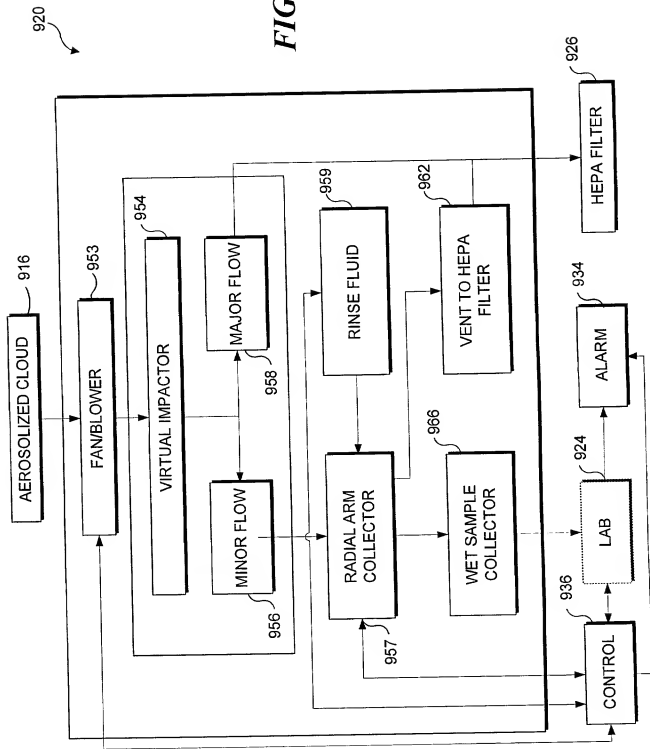 920
FIG
AEROSOLIZED CLOUD
916
FAN/BLOWER
953
VIRTUAL IMPACTOR
954
MINOR FLOW
956
MAJOR FLOW
958
RADIAL ARM
COLLECTOR
957
RINSE FLUID
959
WET SAMPLE
COLLECTOR
966
VENT TO HEPA
FILTER
962
CONTROL
936
LAB
924
ALARM
934
HEPA FILTER
926